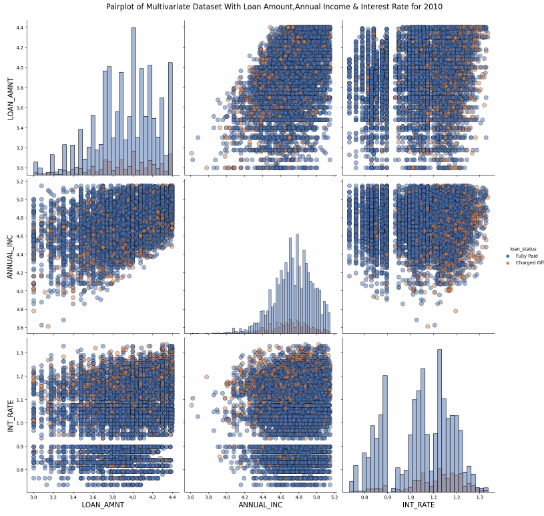 Pairplot of Multivariate Dataset With Loan Amount,Annual Income & Interest Rate for 2010
4.4
4.2
4.0
3.8
3.6
3.4
3.2
3.0
LOAN_AMNT
5.2
5.0
4.8
4.6
4.4
4.2
4.0
3.8
3.6
ANNUAL_INC
loan_status
Fully Paid
Charged Off
1.3
1.2
1.1
1.0
0.9
0.8
INT_RATE
3.0 3.2 3.4 3.6 3.8 4.0 4.2 4.4
3.6 3.8 4.0 4.2 4.4 4.6 4.8 5.0 5.2
0.8 0.9 1.0 1.1 1.2 1.3
LOAN_AMNT
ANNUAL_INC
INT_RATE